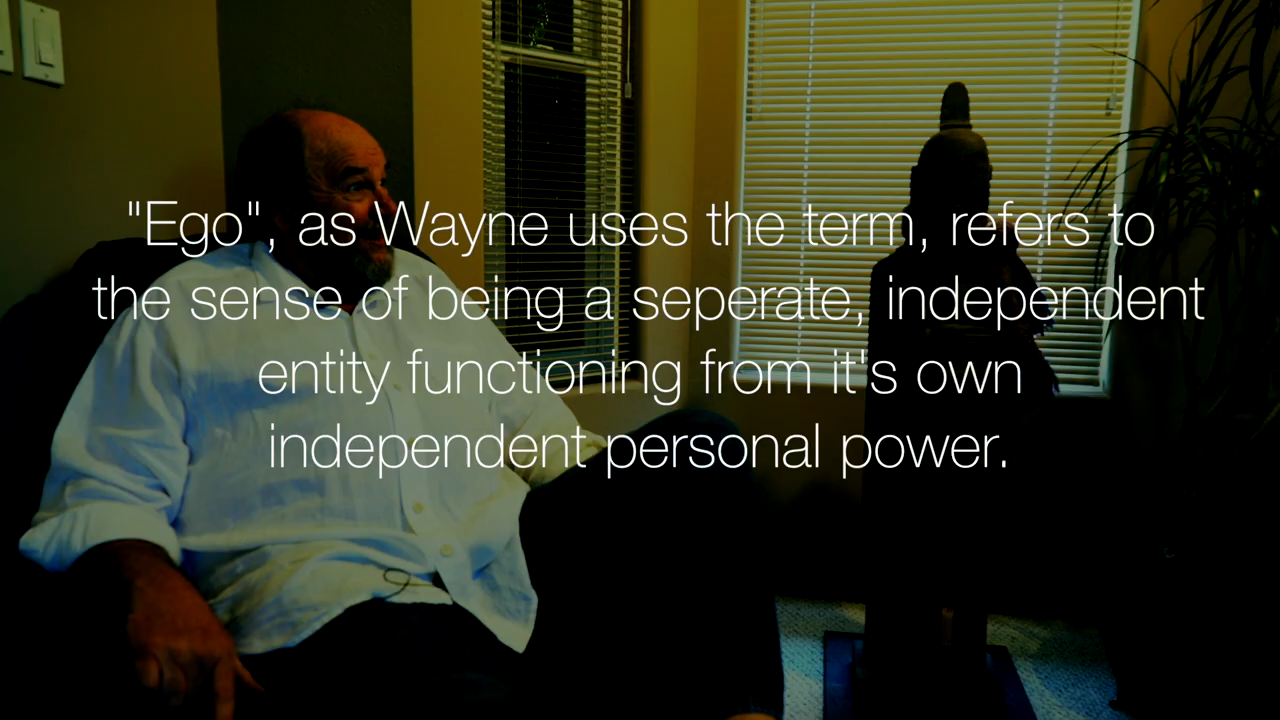 "Ego", as Wayne uses the term, refers to
the sense of being a seperate, independent
entity functioning from it's own
independent personal power.